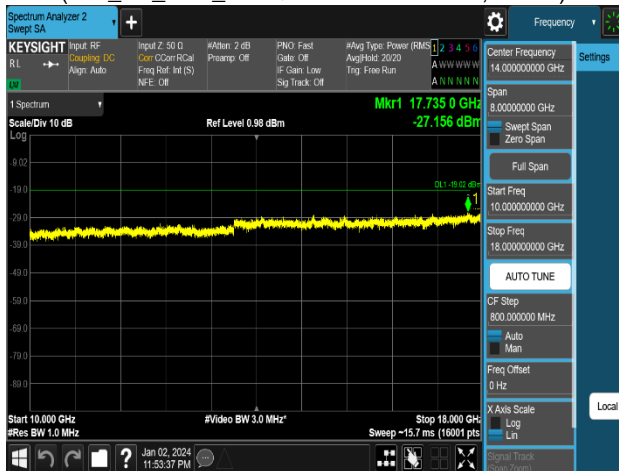 Spectrum Analyzer 2
Swept SA
Frequency
KEYSIGHT
RL
Input: RF
Coupling: DC
Align: Auto
Input Z: 50 Ω
Corr CCorr RCal
Freq Ref: Int (S)
NFE: Off
#Atten: 2 dB
Preamp: Off
PNO: Fast
Gate: Off
IF Gain: Low
Sig Track: Off
#Avg Type: Power (RMS
Avg|Hold: 20/20
Trig: Free Run
1 2 3 4 5 6
A W W W W W
A N N N N N
Center Frequency
14.000000000 GHz
Settings
Span
8.00000000 GHz
Swept Span
Zero Span
Full Span
Start Freq
10.000000000 GHz
Stop Freq
18.000000000 GHz
AUTO TUNE
CF Step
800.000000 MHz
Auto
Man
Freq Offset
0 Hz
X Axis Scale
Log
Lin
Local
Signal Track
(Span Zoom)
1 Spectrum
Scale/Div 10 dB
Log
Ref Level 0.98 dBm
Mkr1 17.735 0 GHz
-27.156 dBm
DL1 -19.02 dBm
1
-9.02
-19.0
-29.0
-39.0
-49.0
-59.0
-69.0
-79.0
-89.0
Start 10.000 GHz
#Res BW 1.0 MHz
#Video BW 3.0 MHz*
Stop 18.000 GHz
Sweep ~15.7 ms (16001 pts
?
Jan 02, 2024
11:53:37 PM